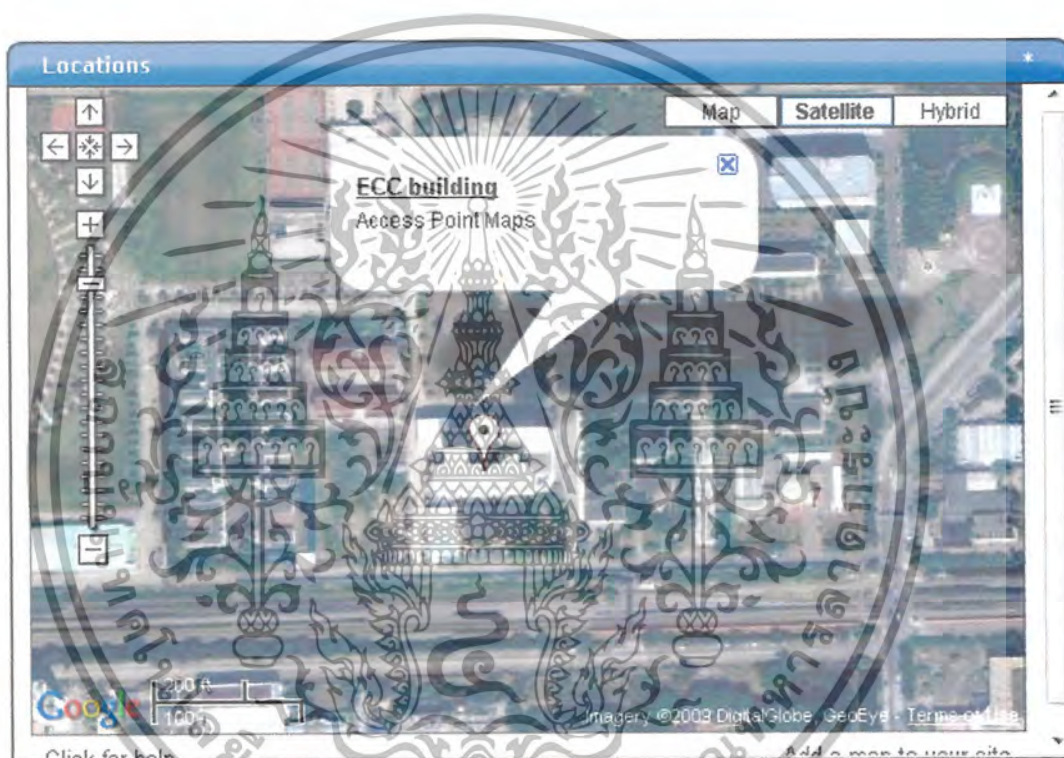 Locations
Map Satellite Hybrid
ECC building
Access Point Maps
Google
200 ft
Imagery ©2009 DigitalGlobe, GeoEye - Terms of Use
Click for help
Add a map to your site